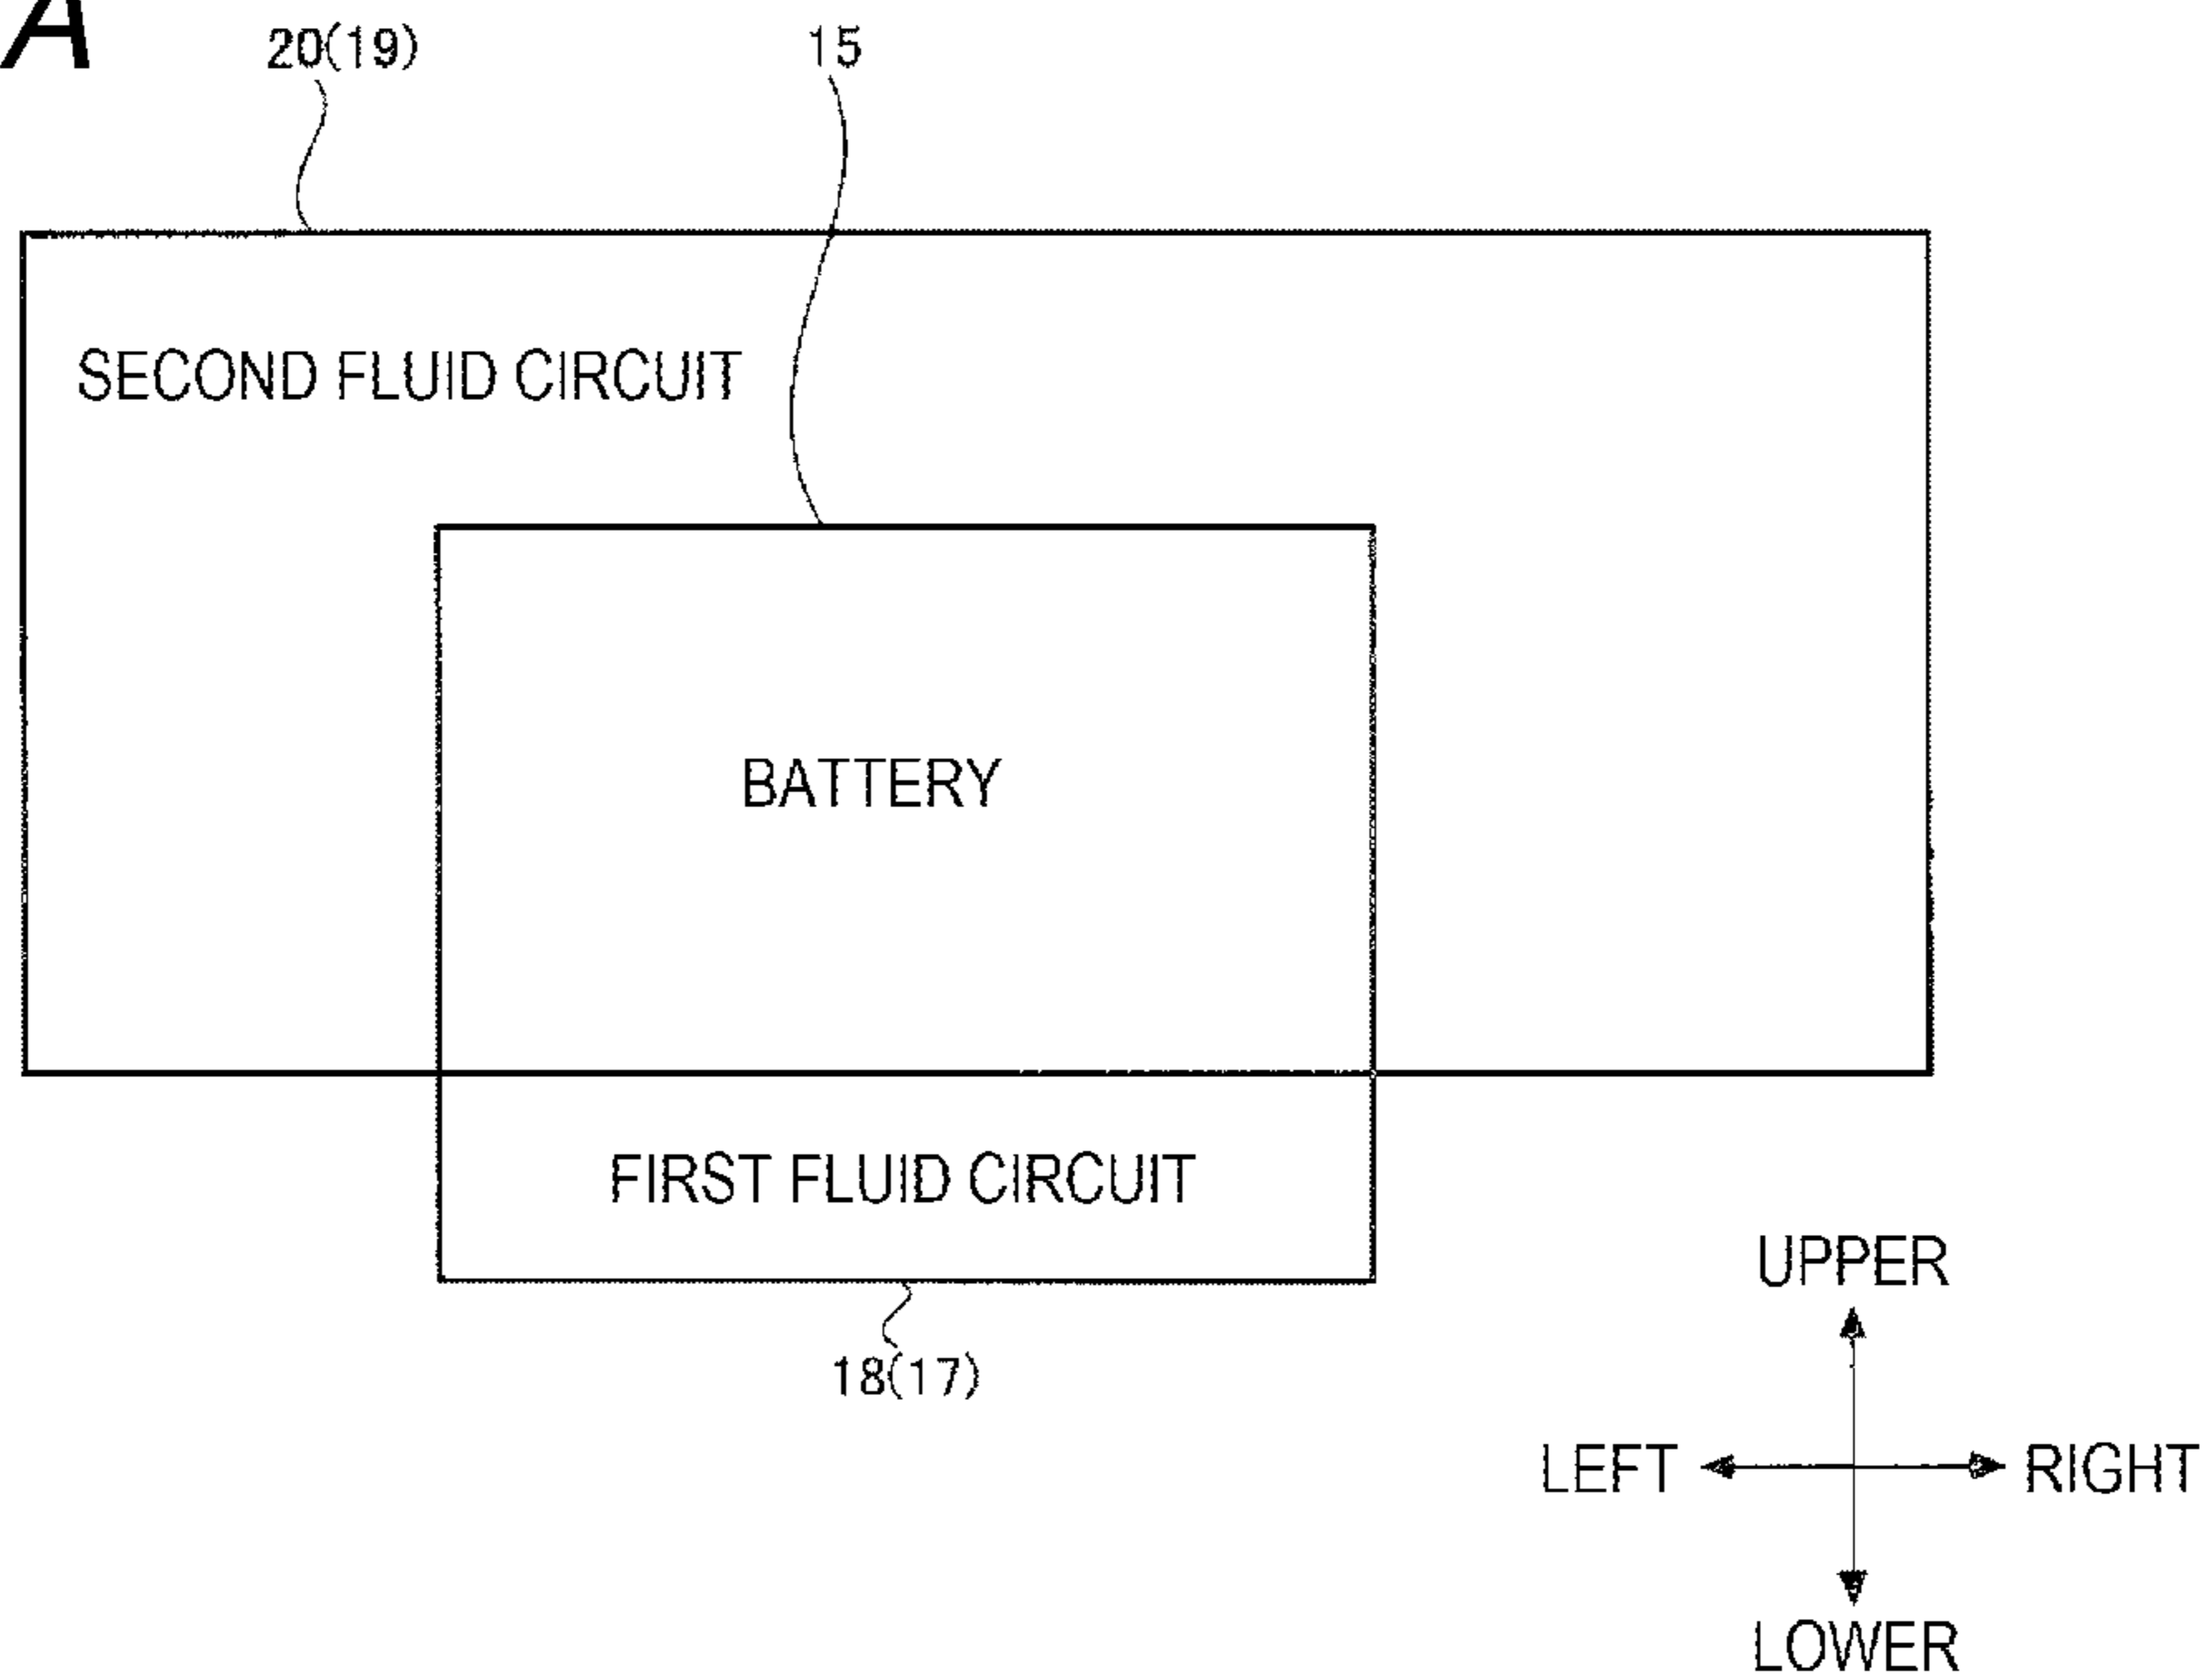 A
20(19)
15
SECOND FLUID CIRCUIT
BATTERY
FIRST FLUID CIRCUIT
18(17)
UPPER
LEFT
RIGHT
LOWER